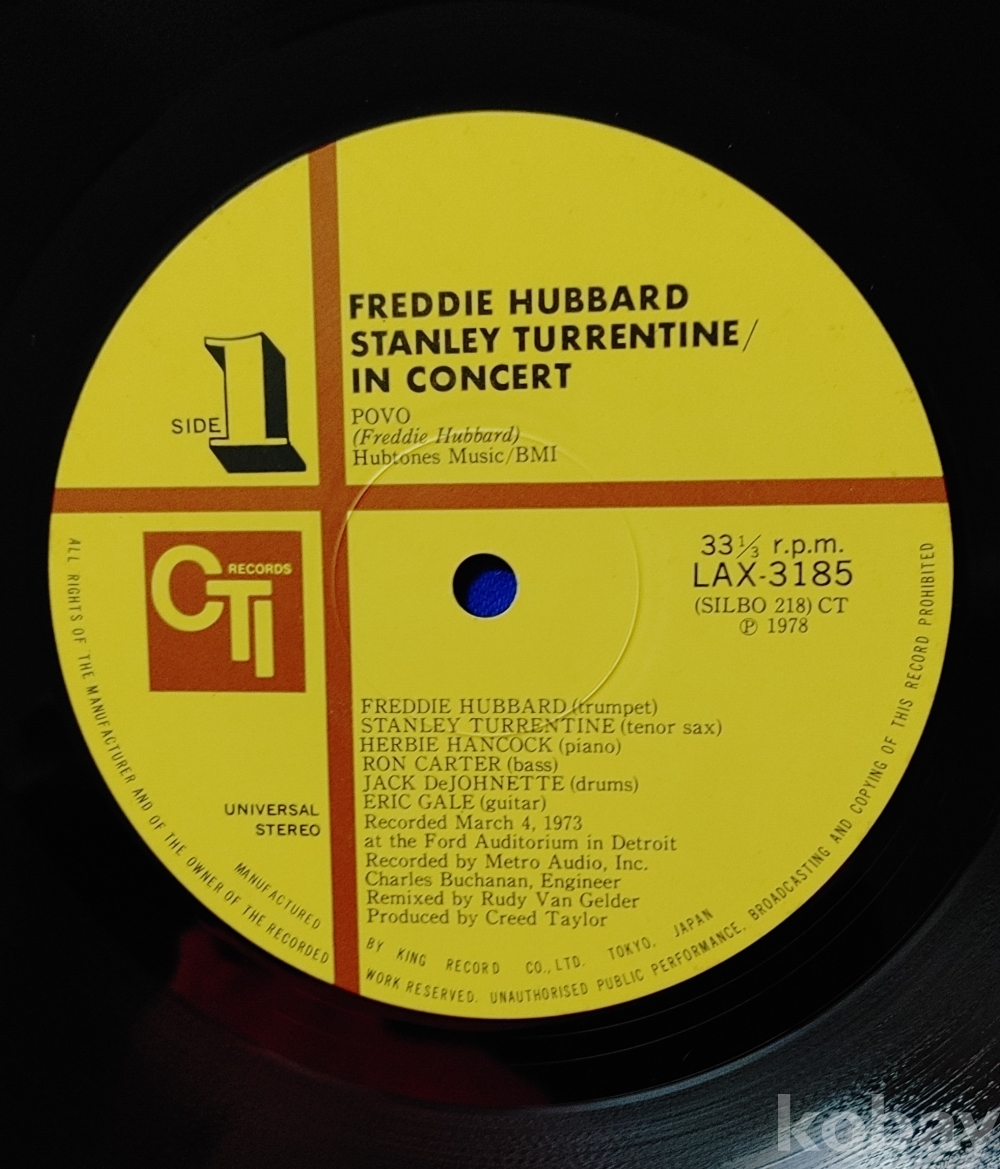 FREDDIE HUBBARD
STANLEY TURRENTINE/
IN CONCERT
SIDE 1
POVO
(Freddie Hubbard)
Hubtones Music/BMI
CTI RECORDS
33⅓ r.p.m.
LAX-3185
(SILBO 218) CT
℗ 1978
UNIVERSAL
STEREO
FREDDIE HUBBARD (trumpet)
STANLEY TURRENTINE (tenor sax)
HERBIE HANCOCK (piano)
RON CARTER (bass)
JACK DeJOHNETTE (drums)
ERIC GALE (guitar)
Recorded March 4, 1973
at the Ford Auditorium in Detroit
Recorded by Metro Audio, Inc.
Charles Buchanan, Engineer
Remixed by Rudy Van Gelder
Produced by Creed Taylor
MANUFACTURED BY KING RECORD CO., LTD. TOKYO, JAPAN
ALL RIGHTS OF THE MANUFACTURER AND OF THE OWNER OF THE RECORDED WORK RESERVED. UNAUTHORISED PUBLIC PERFORMANCE, BROADCASTING AND COPYING OF THIS RECORD PROHIBITED
kobay